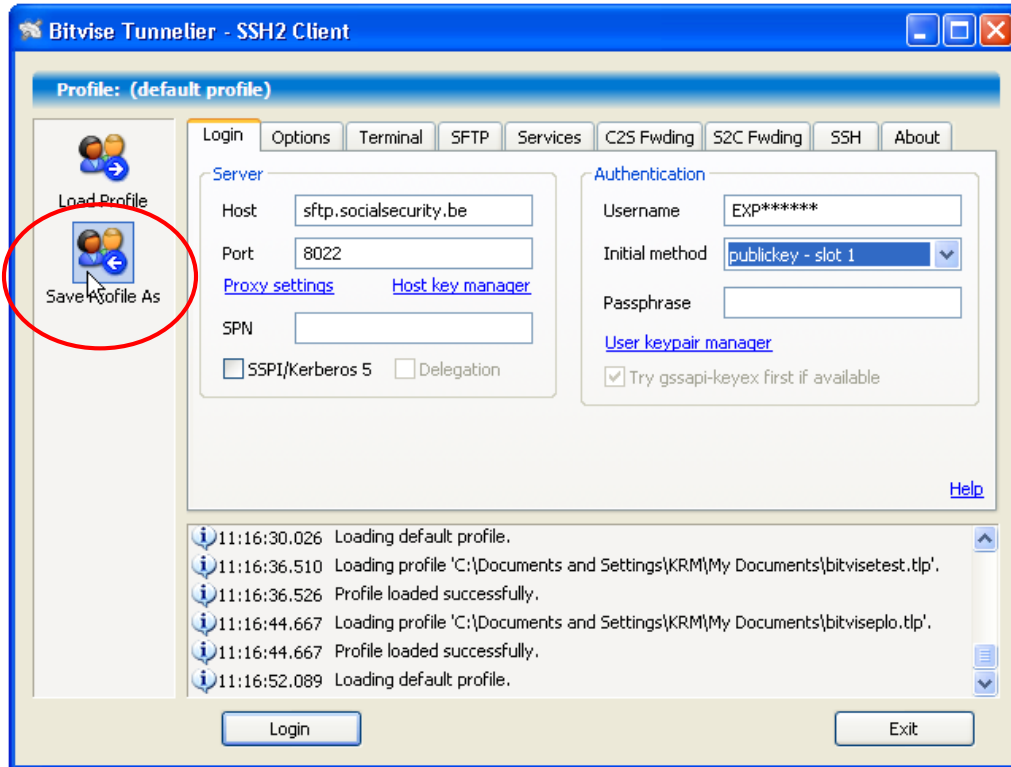 Bitvise Tunnelier - SSH2 Client
Profile: (default profile)
Load Profile
Save Profile As
Login Options Terminal SFTP Services C2S Fwding S2C Fwding SSH About
Server
Host sftp.socialsecurity.be
Port 8022
Proxy settings Host key manager
SPN
SSPI/Kerberos 5 Delegation
Authentication
Username EXP******
Initial method publickey - slot 1
Passphrase
User keypair manager
Try gssapi-keyex first if available
Help
11:16:30.026 Loading default profile.
11:16:36.510 Loading profile 'C:\Documents and Settings\KRM\My Documents\bitvisetest.tlp'.
11:16:36.526 Profile loaded successfully.
11:16:44.667 Loading profile 'C:\Documents and Settings\KRM\My Documents\bitviseplo.tlp'.
11:16:44.667 Profile loaded successfully.
11:16:52.089 Loading default profile.
Login Exit